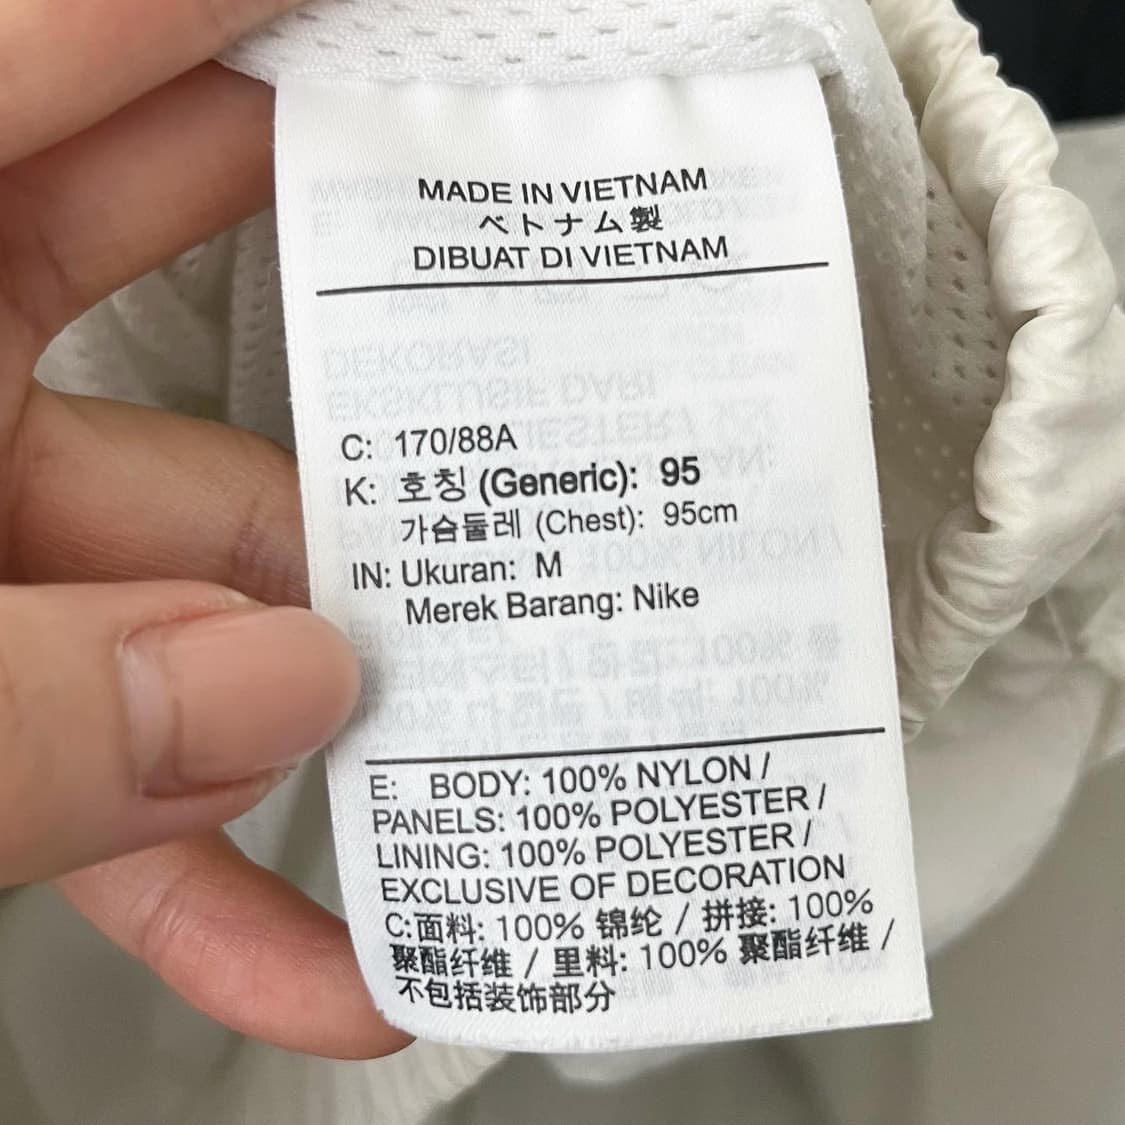 MADE IN VIETNAM
ベトナム製
DIBUAT DI VIETNAM
C: 170/88A
K: 호칭 (Generic): 95
가슴둘레 (Chest): 95cm
IN: Ukuran: M
Merek Barang: Nike
E: BODY: 100% NYLON /
PANELS: 100% POLYESTER /
LINING: 100% POLYESTER /
EXCLUSIVE OF DECORATION
C:面料: 100% 锦纶 / 拼接: 100%
聚酯纤维 / 里料: 100% 聚酯纤维 /
不包括装饰部分